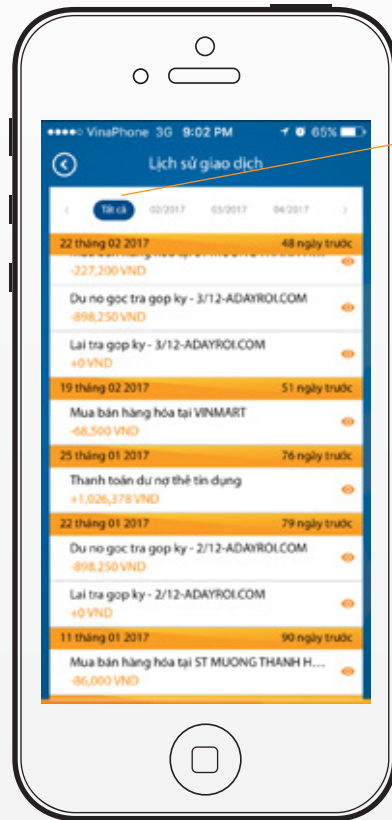 VinaPhone 3G 9:02 PM 65%
Lịch sử giao dịch
Tất cả 02/2017 03/2017 04/2017
22 tháng 02 2017 48 ngày trước
-227,200 VND
Du no goc tra gop ky - 3/12-ADAYROI.COM
-898,250 VND
Lai tra gop ky - 3/12-ADAYROI.COM
+0 VND
19 tháng 02 2017 51 ngày trước
Mua bán hàng hóa tại VINMART
-68,500 VND
25 tháng 01 2017 76 ngày trước
Thanh toán dư nợ thẻ tín dụng
+1,026,378 VND
22 tháng 01 2017 79 ngày trước
Du no goc tra gop ky - 2/12-ADAYROI.COM
-898,250 VND
Lai tra gop ky - 2/12-ADAYROI.COM
+0 VND
11 tháng 01 2017 90 ngày trước
Mua bán hàng hóa tại ST MUONG THANH H...
-86,000 VND